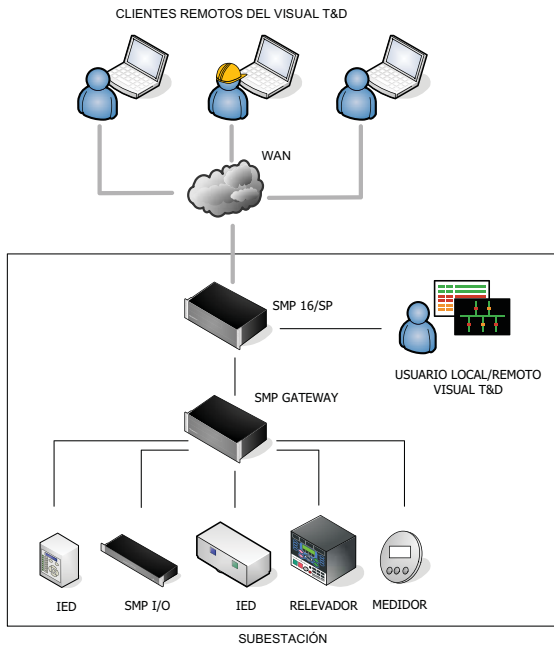 CLIENTES REMOTOS DEL VISUAL T&D
WAN
SMP 16/SP
USUARIO LOCAL/REMOTO
VISUAL T&D
SMP GATEWAY
IED
SMP I/O
IED
RELEVADOR
MEDIDOR
SUBESTACIÓN